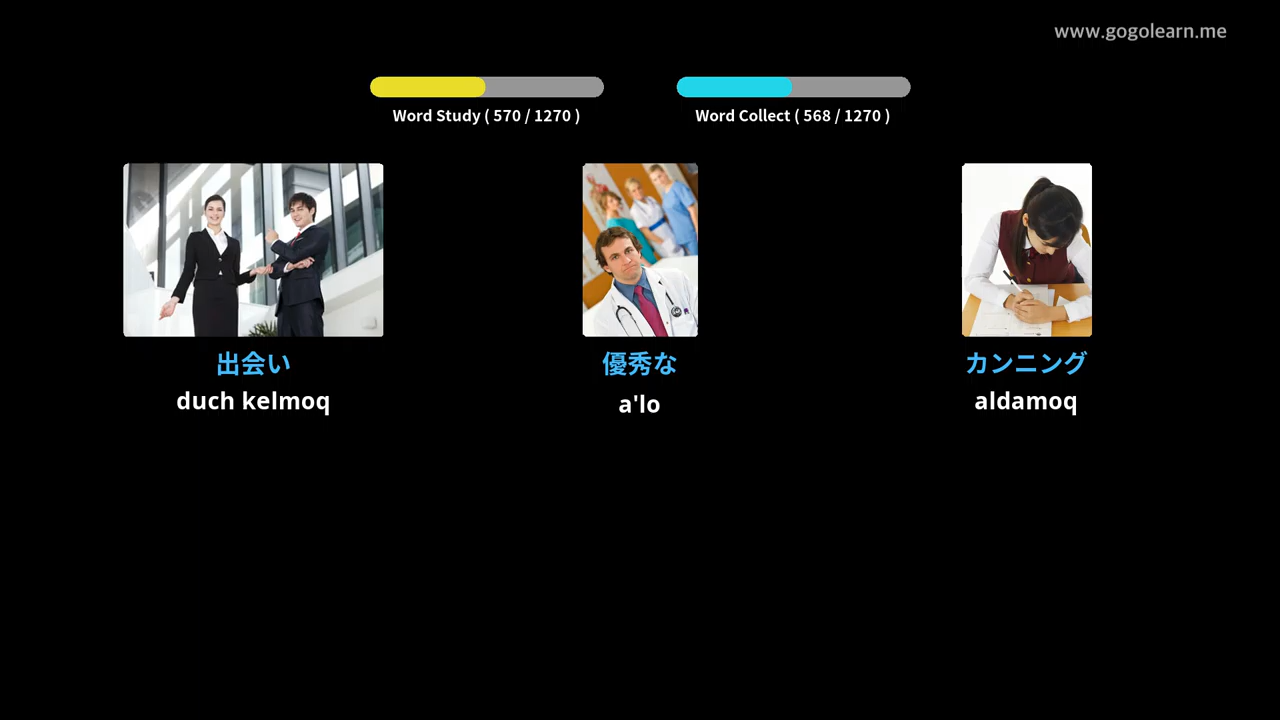 www.gogolearn.me
Word Study ( 570 / 1270 )
Word Collect ( 568 / 1270 )
出会い
duch kelmoq
優秀な
a'lo
カンニング
aldamoq